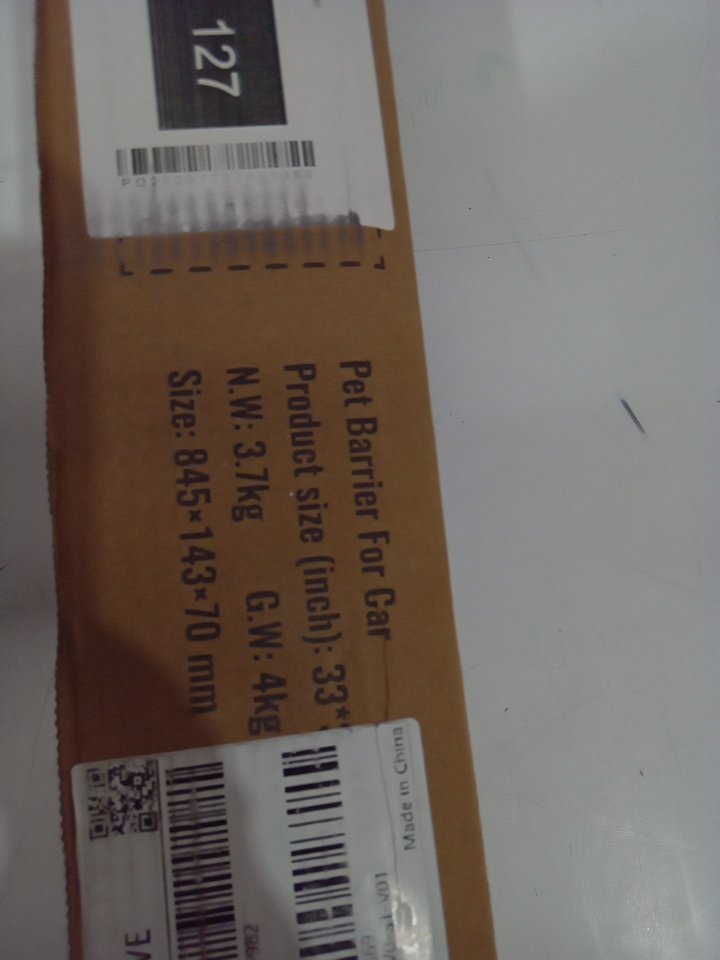 127
Pet Barrier For Car
Product size (inch): 33*
N.W: 3.7kg G.W: 4kg
Size: 845×143×70 mm
Made in China